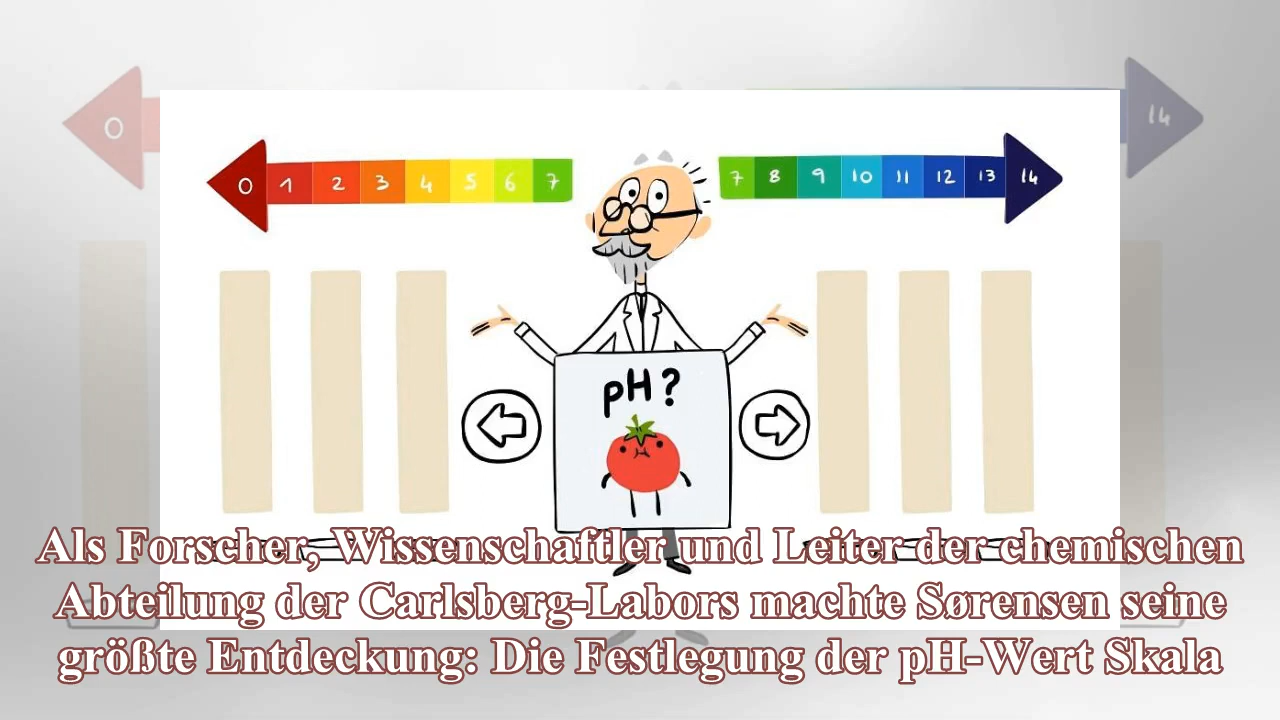 0 1 2 3 4 5 6 7
7 8 9 10 11 12 13 14
0
14
pH?
Als Forscher, Wissenschaftler und Leiter der chemischen
Abteilung der Carlsberg-Labors machte Sørensen seine
größte Entdeckung: Die Festlegung der pH-Wert Skala